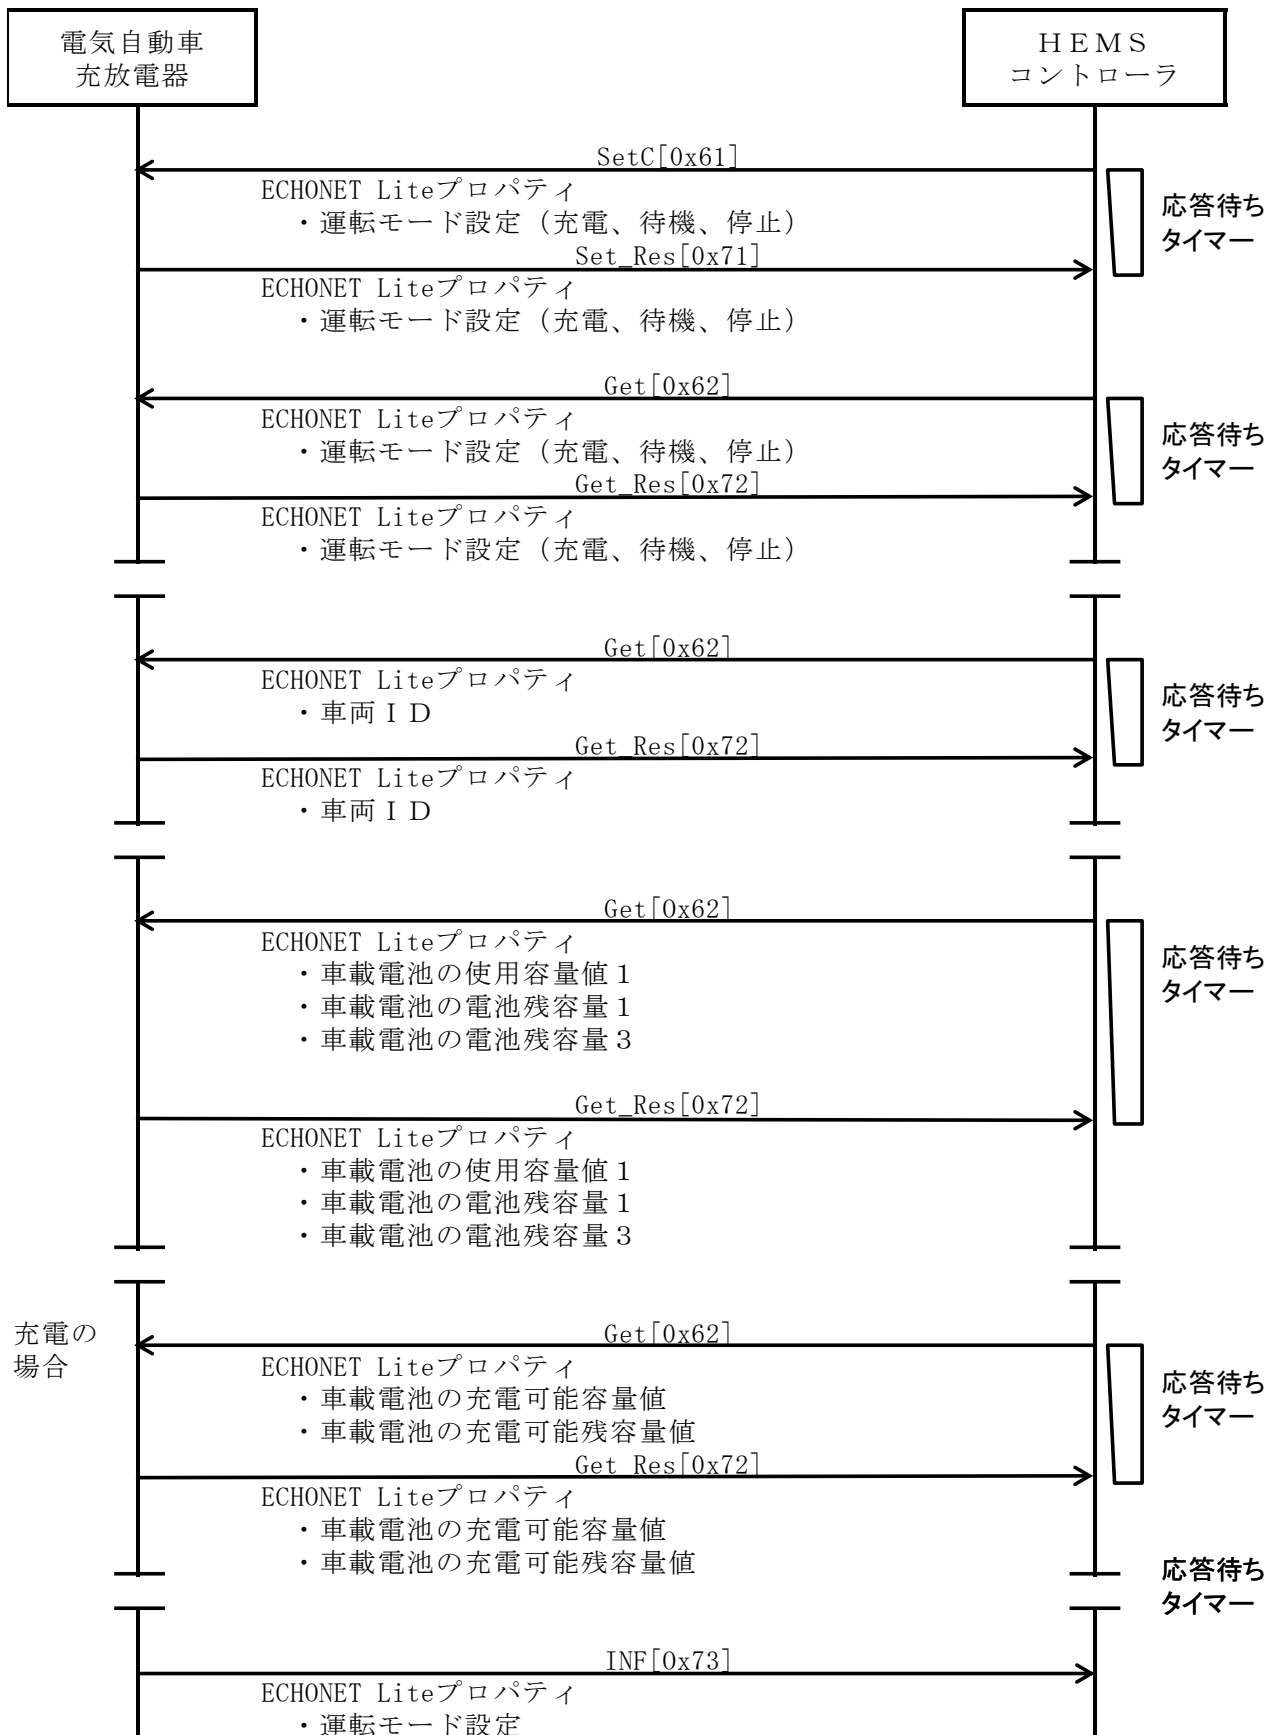 電気自動車
充放電器
ＨＥＭＳ
コントローラ
SetC[0x61]
ECHONET Liteプロパティ
・運転モード設定（充電、待機、停止）
応答待ち
タイマー
Set_Res[0x71]
ECHONET Liteプロパティ
・運転モード設定（充電、待機、停止）
Get[0x62]
ECHONET Liteプロパティ
・運転モード設定（充電、待機、停止）
応答待ち
タイマー
Get_Res[0x72]
ECHONET Liteプロパティ
・運転モード設定（充電、待機、停止）
Get[0x62]
ECHONET Liteプロパティ
・車両ＩＤ
応答待ち
タイマー
Get_Res[0x72]
ECHONET Liteプロパティ
・車両ＩＤ
Get[0x62]
ECHONET Liteプロパティ
・車載電池の使用容量値１
・車載電池の電池残容量１
・車載電池の電池残容量３
応答待ち
タイマー
Get_Res[0x72]
ECHONET Liteプロパティ
・車載電池の使用容量値１
・車載電池の電池残容量１
・車載電池の電池残容量３
充電の
場合
Get[0x62]
ECHONET Liteプロパティ
・車載電池の充電可能容量値
・車載電池の充電可能残容量値
応答待ち
タイマー
Get_Res[0x72]
ECHONET Liteプロパティ
・車載電池の充電可能容量値
・車載電池の充電可能残容量値
応答待ち
タイマー
INF[0x73]
ECHONET Liteプロパティ
・運転モード設定